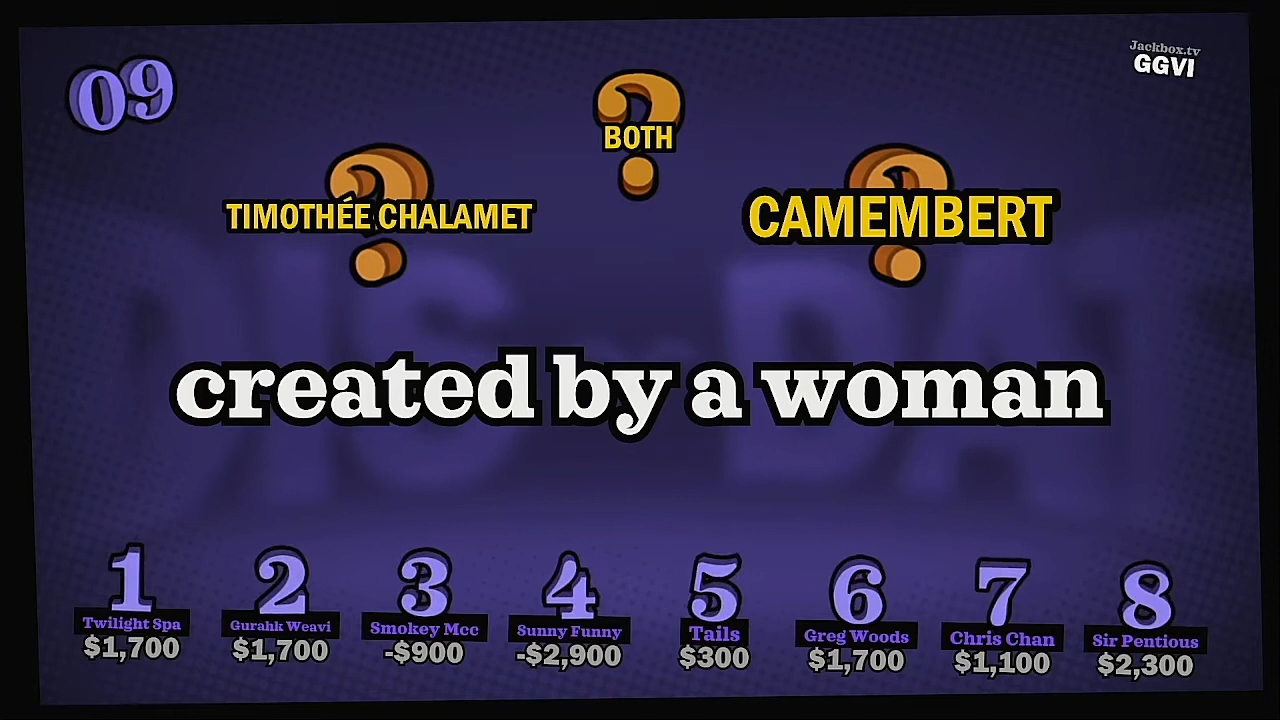 09
Jackbox.tv
GGVI
BOTH
TIMOTHÉE CHALAMET
CAMEMBERT
DIS DAT
created by a woman
1 2 3 4 5 6 7 8
Twilight Spa Gurahk Weavi Smokey Mcc Sunny Funny Tails Greg Woods Chris Chan Sir Pentious
$1,700 $1,700 -$900 -$2,900 $300 $1,700 $1,100 $2,300